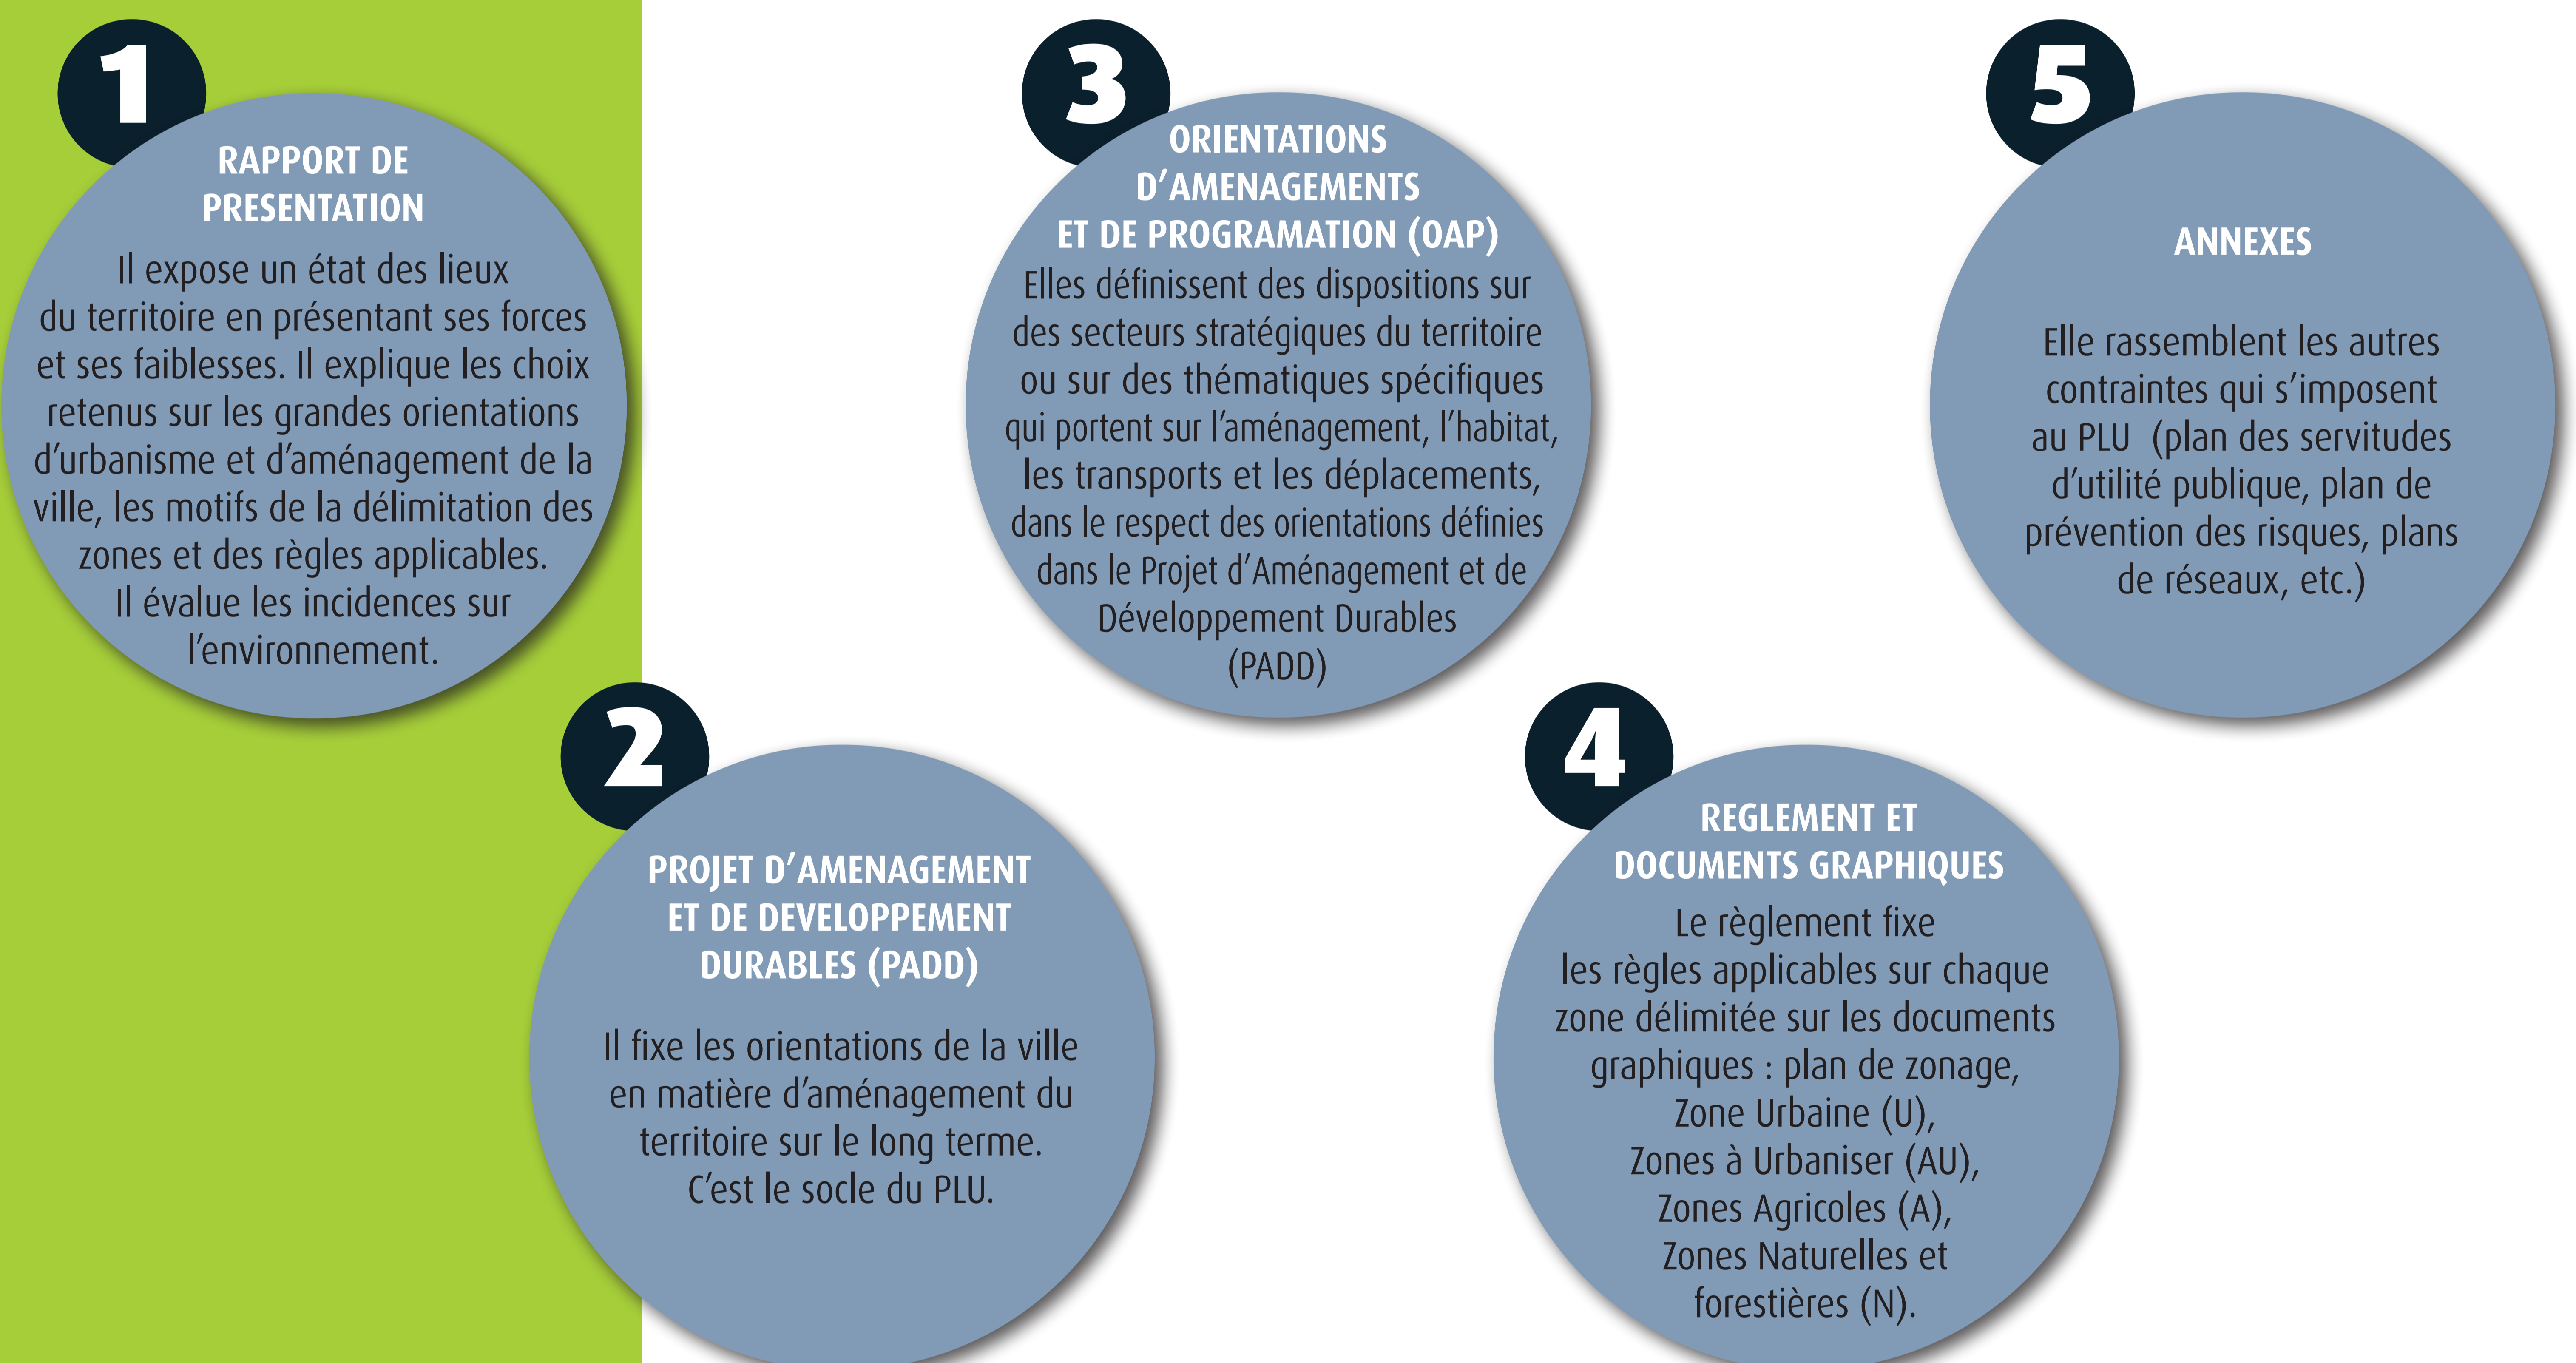 1
RAPPORT DE
PRESENTATION
Il expose un état des lieux
du territoire en présentant ses forces
et ses faiblesses. Il explique les choix
retenus sur les grandes orientations
d’urbanisme et d’aménagement de la
ville, les motifs de la délimitation des
zones et des règles applicables.
Il évalue les incidences sur
l’environnement.
2
PROJET D’AMENAGEMENT
ET DE DEVELOPPEMENT
DURABLES (PADD)
Il fixe les orientations de la ville
en matière d’aménagement du
territoire sur le long terme.
C’est le socle du PLU.
3
ORIENTATIONS
D’AMENAGEMENTS
ET DE PROGRAMATION (OAP)
Elles définissent des dispositions sur
des secteurs stratégiques du territoire
ou sur des thématiques spécifiques
qui portent sur l’aménagement, l’habitat,
les transports et les déplacements,
dans le respect des orientations définies
dans le Projet d’Aménagement et de
Développement Durables
(PADD)
4
REGLEMENT ET
DOCUMENTS GRAPHIQUES
Le règlement fixe
les règles applicables sur chaque
zone délimitée sur les documents
graphiques : plan de zonage,
Zone Urbaine (U),
Zones à Urbaniser (AU),
Zones Agricoles (A),
Zones Naturelles et
forestières (N).
5
ANNEXES
Elle rassemblent les autres
contraintes qui s’imposent
au PLU  (plan des servitudes
d’utilité publique, plan de
prévention des risques, plans
de réseaux, etc.)